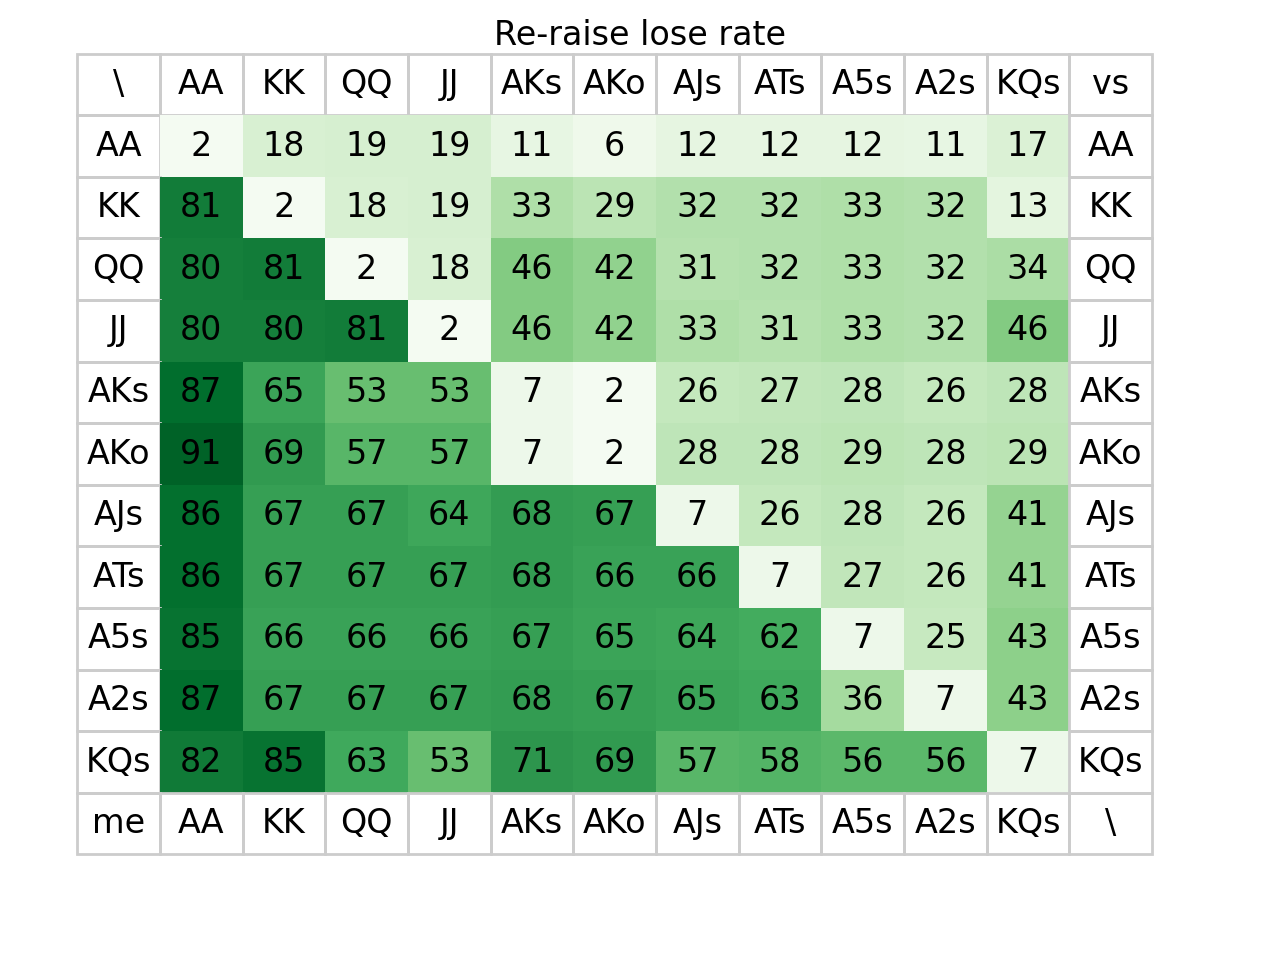 Re-raise lose rate
\ AA KK QQ JJ AKs AKo AJs ATs A5s A2s KQs vs
AA 2 18 19 19 11 6 12 12 12 11 17 AA
KK 81 2 18 19 33 29 32 32 33 32 13 KK
QQ 80 81 2 18 46 42 31 32 33 32 34 QQ
JJ 80 80 81 2 46 42 33 31 33 32 46 JJ
AKs 87 65 53 53 7 2 26 27 28 26 28 AKs
AKo 91 69 57 57 7 2 28 28 29 28 29 AKo
AJs 86 67 67 64 68 67 7 26 28 26 41 AJs
ATs 86 67 67 67 68 66 66 7 27 26 41 ATs
A5s 85 66 66 66 67 65 64 62 7 25 43 A5s
A2s 87 67 67 67 68 67 65 63 36 7 43 A2s
KQs 82 85 63 53 71 69 57 58 56 56 7 KQs
me AA KK QQ JJ AKs AKo AJs ATs A5s A2s KQs \